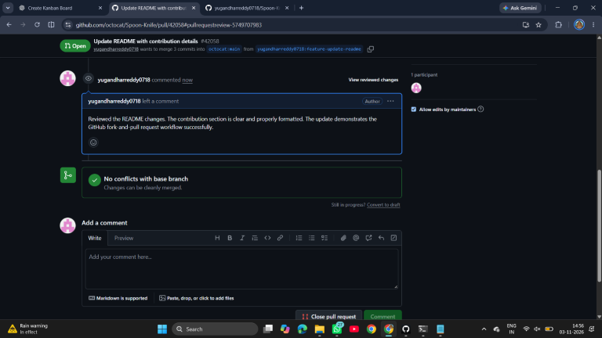 Create Kanban Board
Update README with contributi
yugandharreddy0718/Spoon-K
Ask Gemini
github.com/octocat/Spoon-Knife/pull/42058#pullrequestreview-5749707983
Open
Update README with contribution details #42058
yugandharreddy0718 wants to merge 3 commits into octocat:main from yugandharreddy0718:feature-update-readme
yugandharreddy0718 commented now
View reviewed changes
yugandharreddy0718 left a comment
Author
Reviewed the README changes. The contribution section is clear and properly formatted. The update demonstrates the
GitHub fork-and-pull request workflow successfully.
1 participant
Allow edits by maintainers
No conflicts with base branch
Changes can be cleanly merged.
Still in progress? Convert to draft
Add a comment
Write
Preview
Add your comment here...
Markdown is supported
Paste, drop, or click to add files
Close pull request
Comment
Rain warning
In effect
Search
ENG
IN
14:36
03-11-2026